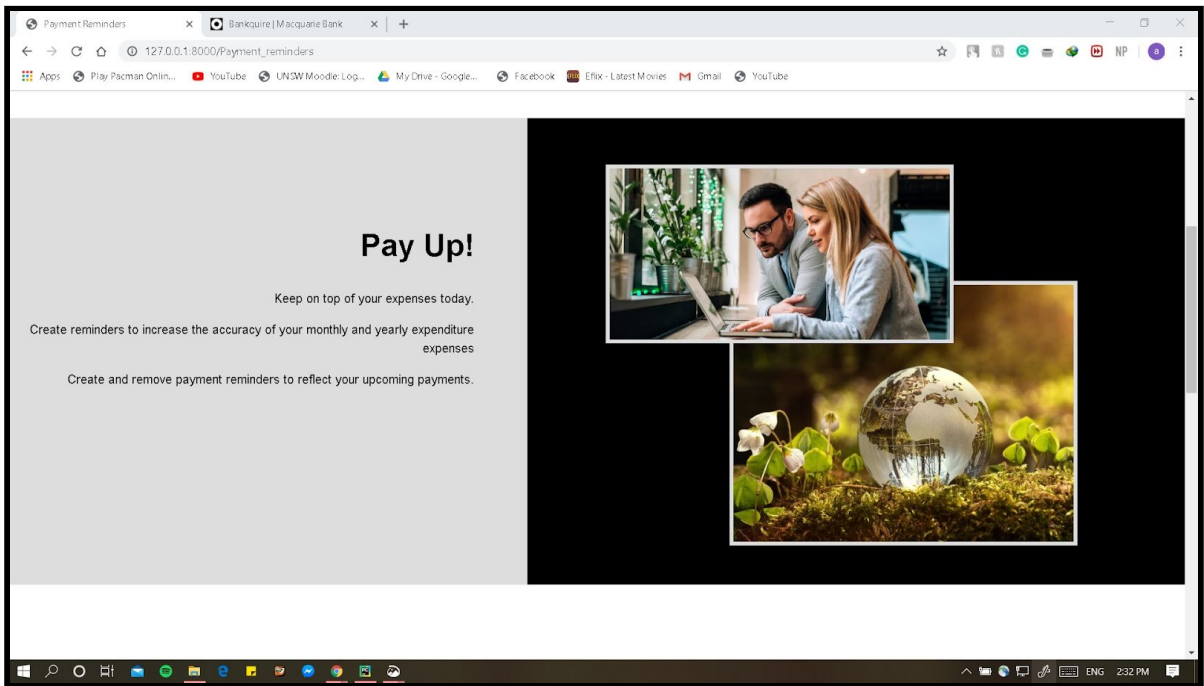 Payment Reminders
Bankquire | Macquarie Bank
127.0.0.1:8000/Payment_reminders
NP
a
Apps
Play Pacman Onlin...
YouTube
UNSW Moodle: Log...
My Drive - Google...
Facebook
Eflix - Latest Movies
Gmail
YouTube
Pay Up!
Keep on top of your expenses today.
Create reminders to increase the accuracy of your monthly and yearly expenditure
expenses
Create and remove payment reminders to reflect your upcoming payments.
ENG
2:32 PM